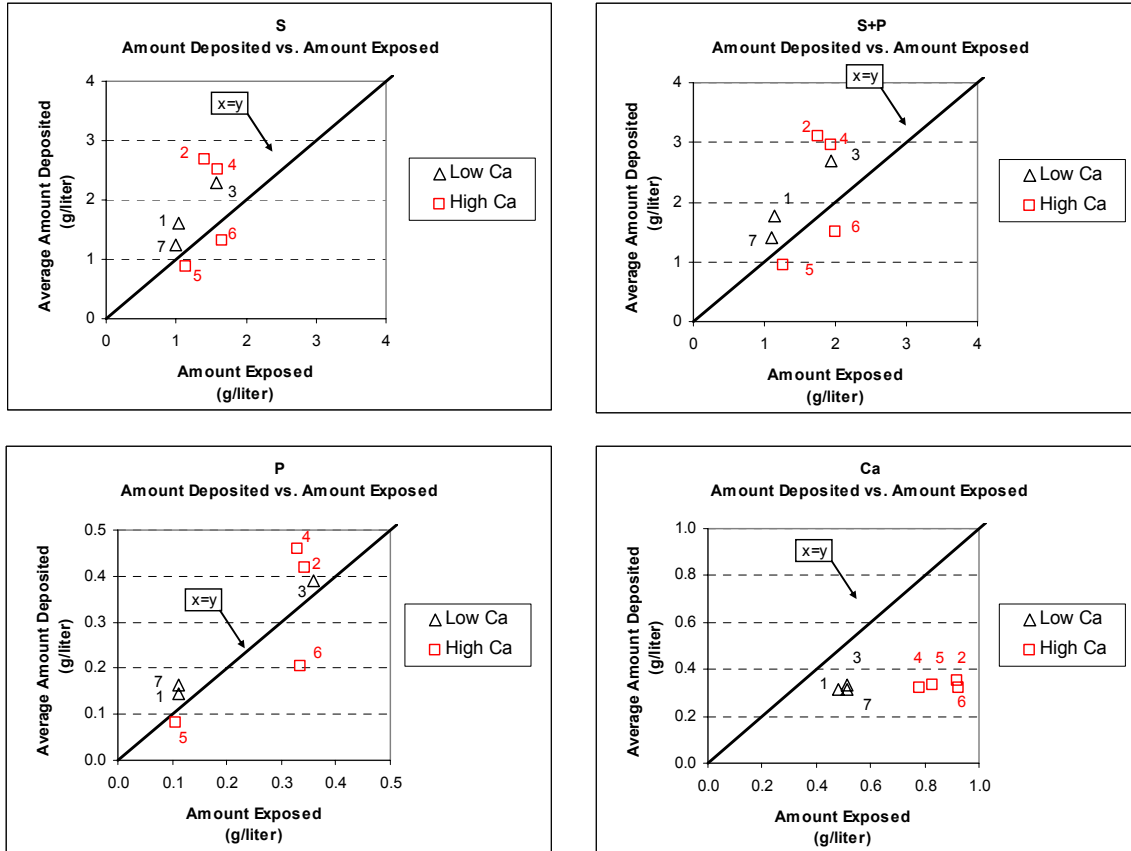 S
Amount Deposited vs. Amount Exposed
Average Amount Deposited
(g/liter)
4
3
2
1
0
x=y
2
4
3
1
6
7
5
0 1 2 3 4
Amount Exposed
(g/liter)
Low Ca
High Ca
S+P
Amount Deposited vs. Amount Exposed
Average Amount Deposited
(g/liter)
4
3
2
1
0
x=y
2
4
3
1
6
7
5
0 1 2 3 4
Amount Exposed
(g/liter)
Low Ca
High Ca
P
Amount Deposited vs. Amount Exposed
Average Amount Deposited
(g/liter)
0.5
0.4
0.3
0.2
0.1
0.0
x=y
4
2
3
6
7
1
5
0.0 0.1 0.2 0.3 0.4 0.5
Amount Exposed
(g/liter)
Low Ca
High Ca
Ca
Amount Deposited vs. Amount Exposed
Average Amount Deposited
(g/liter)
1.0
0.8
0.6
0.4
0.2
0.0
x=y
3
4 5 2
1
7
6
0.0 0.2 0.4 0.6 0.8 1.0
Amount Exposed
(g/liter)
Low Ca
High Ca